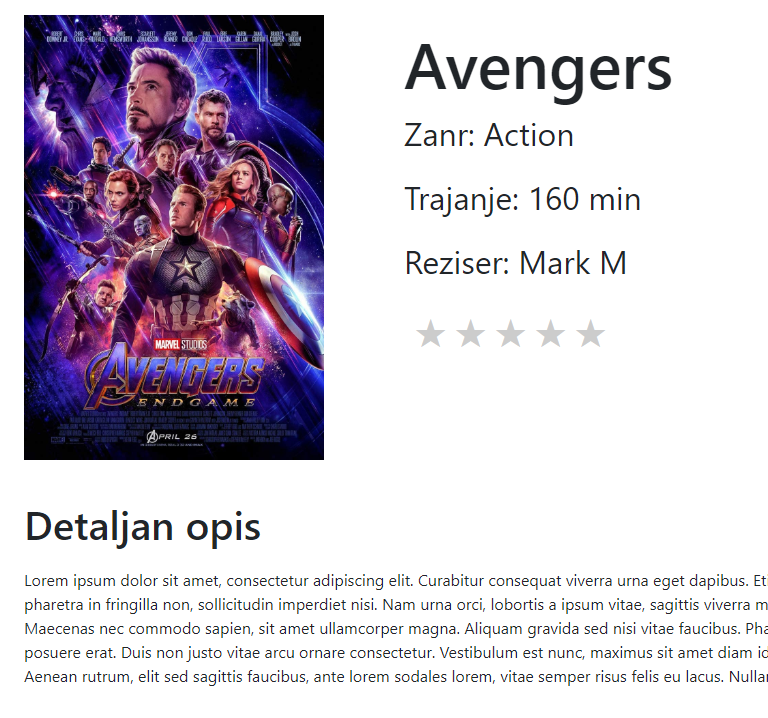 Avengers
Zanr: Action
Trajanje: 160 min
Reziser: Mark M
MARVEL STUDIOS
AVENGERS
ENDGAME
APRIL 26
Detaljan opis
Lorem ipsum dolor sit amet, consectetur adipiscing elit. Curabitur consequat viverra urna eget dapibus. Et
pharetra in fringilla non, sollicitudin imperdiet nisi. Nam urna orci, lobortis a ipsum vitae, sagittis viverra m
Maecenas nec commodo sapien, sit amet ullamcorper magna. Aliquam gravida sed nisi vitae faucibus. Pha
posuere erat. Duis non justo vitae arcu ornare consectetur. Vestibulum est nunc, maximus sit amet diam id
Aenean rutrum, elit sed sagittis faucibus, ante lorem sodales lorem, vitae semper risus felis eu lacus. Nullar